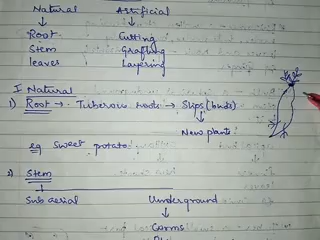 Natural Artificial
↓ ↓
Root Cutting
Stem Grafting
leaves Layering
I Natural
1) Root → Tuberous roots → Slips (buds)
↓
New plants
eg Sweet potato
2) Stem
Sub aerial Underground
↓
Corms